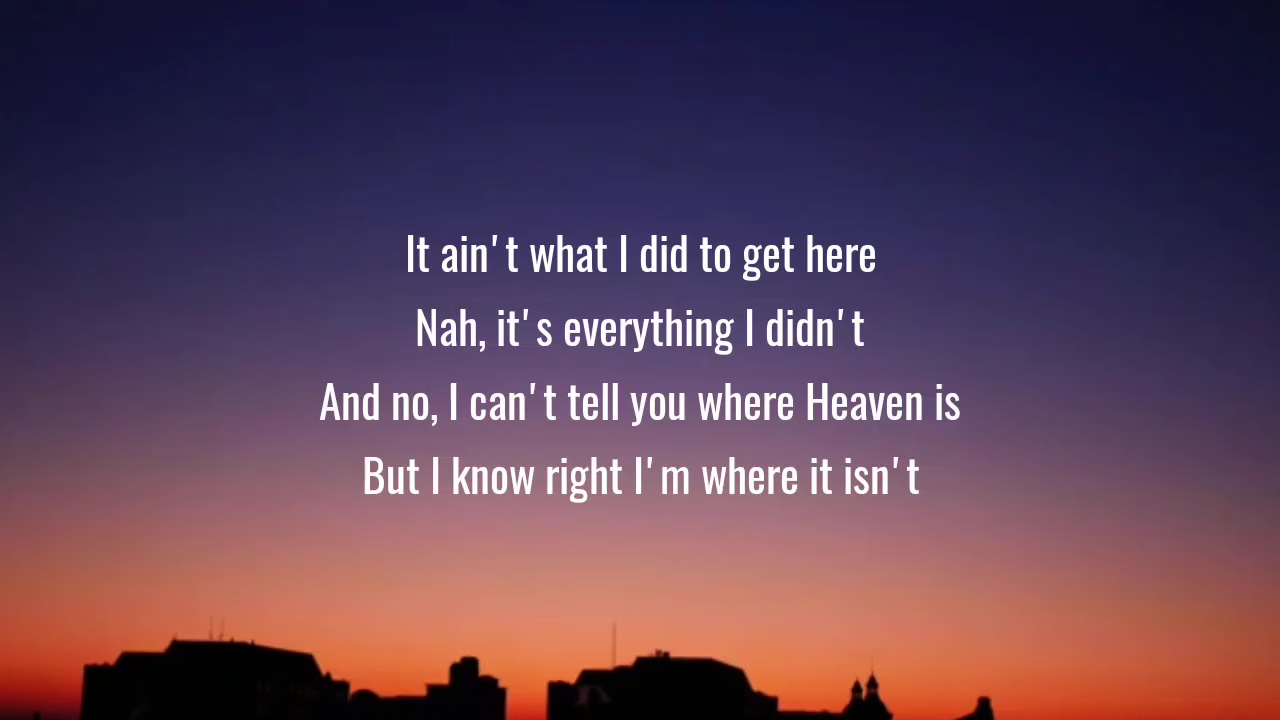 It ain't what I did to get here
Nah, it's everything I didn't
And no, I can't tell you where Heaven is
But I know right I'm where it isn't